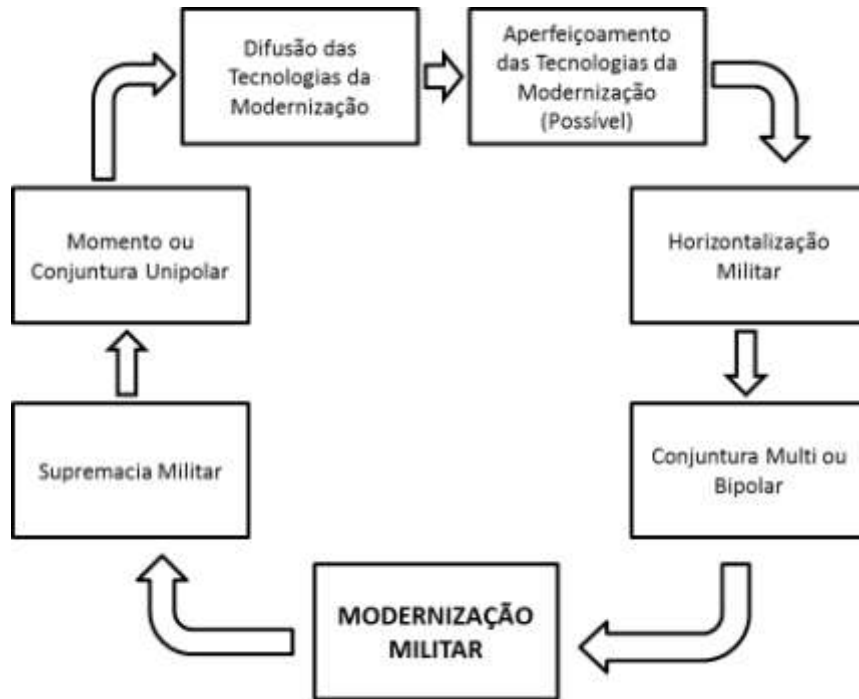 Difusão das
Tecnologias da
Modernização
Aperfeiçoamento
das Tecnologias da
Modernização
(Possível)
Momento ou
Conjuntura Unipolar
Horizontalização
Militar
Supremacia Militar
Conjuntura Multi ou
Bipolar
MODERNIZAÇÃO
MILITAR